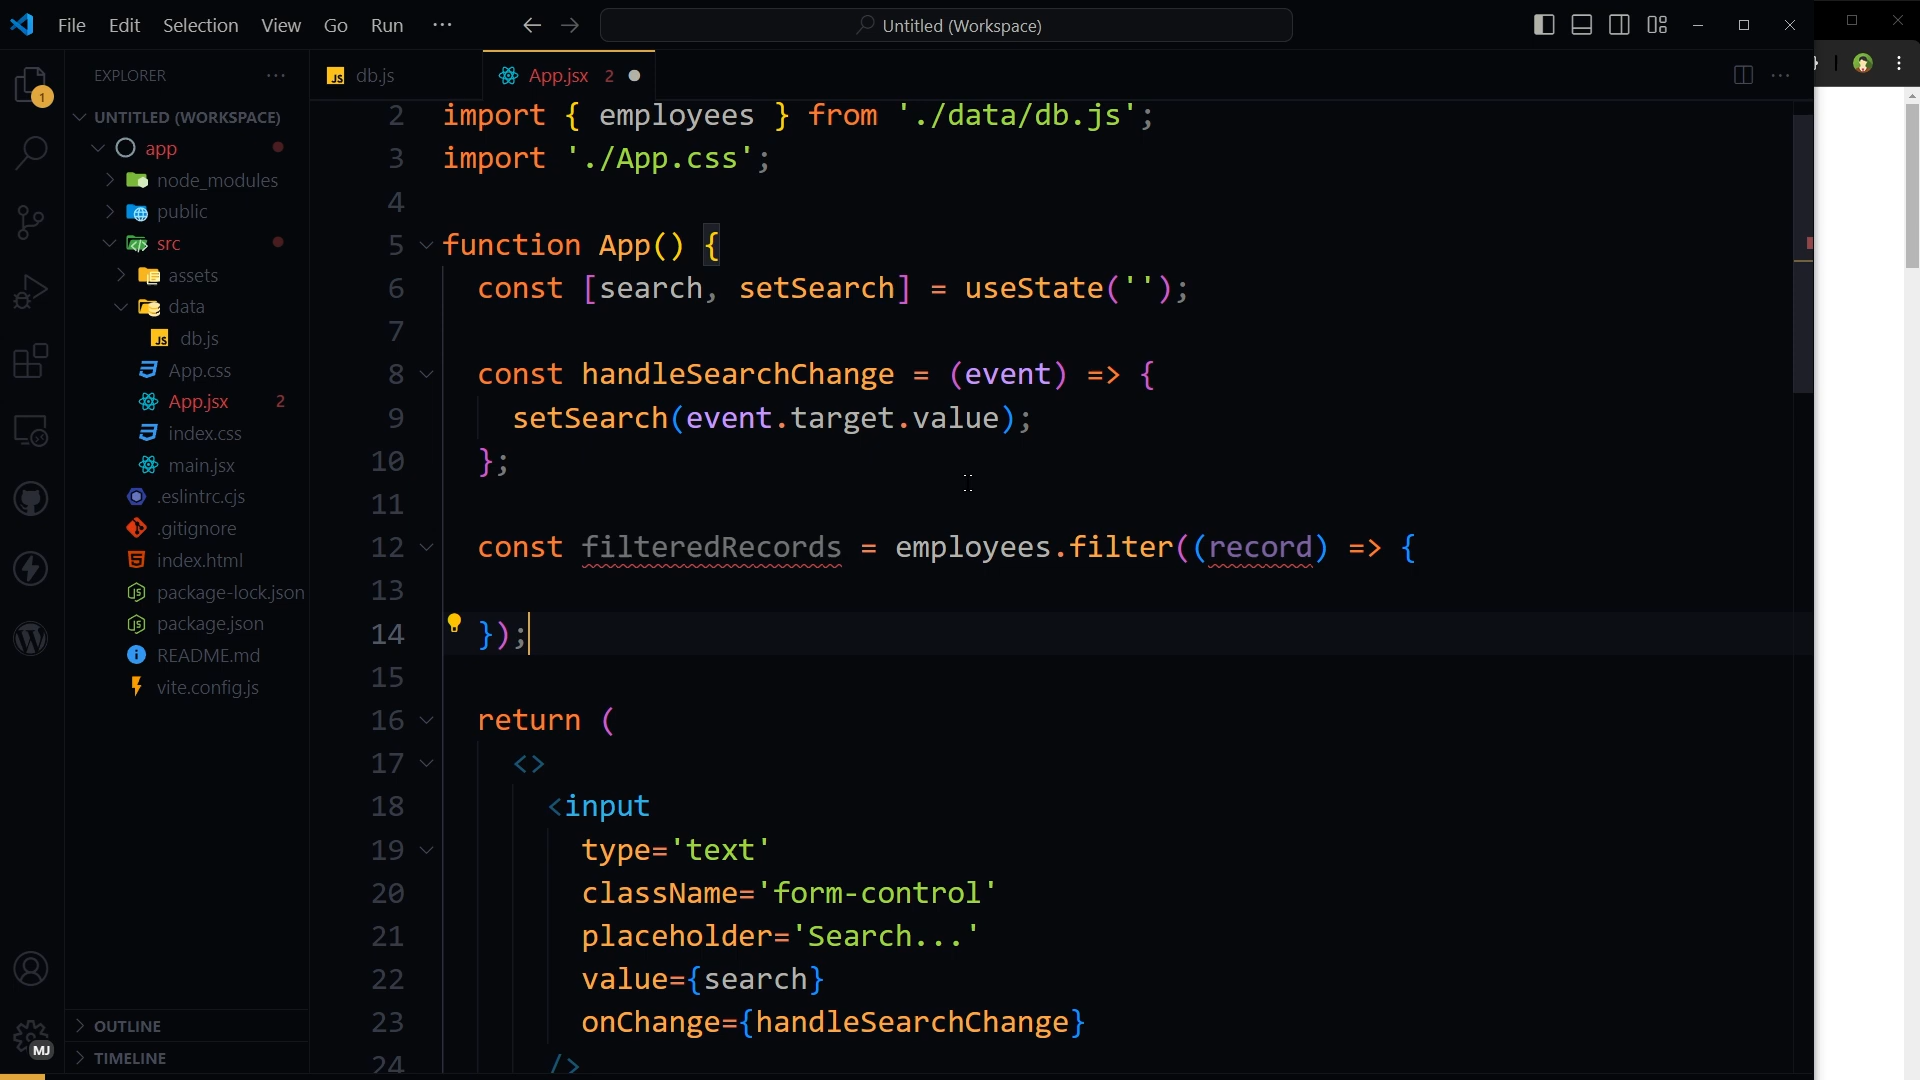 File Edit Selection View Go Run ··· Untitled (Workspace)
EXPLORER ···
UNTITLED (WORKSPACE)
app
node_modules
public
src
assets
data
JS db.js
App.css
App.jsx 2
index.css
main.jsx
.eslintrc.cjs
.gitignore
index.html
package-lock.json
package.json
README.md
vite.config.js
OUTLINE
TIMELINE
1
MJ
JS db.js App.jsx 2
2 import { employees } from './data/db.js';
3 import './App.css';
4
5 function App() {
6 const [search, setSearch] = useState('');
7
8 const handleSearchChange = (event) => {
9 setSearch(event.target.value);
10 };
11
12 const filteredRecords = employees.filter((record) => {
13
14 });
15
16 return (
17 <>
18 <input
19 type='text'
20 className='form-control'
21 placeholder='Search...'
22 value={search}
23 onChange={handleSearchChange}
24 />